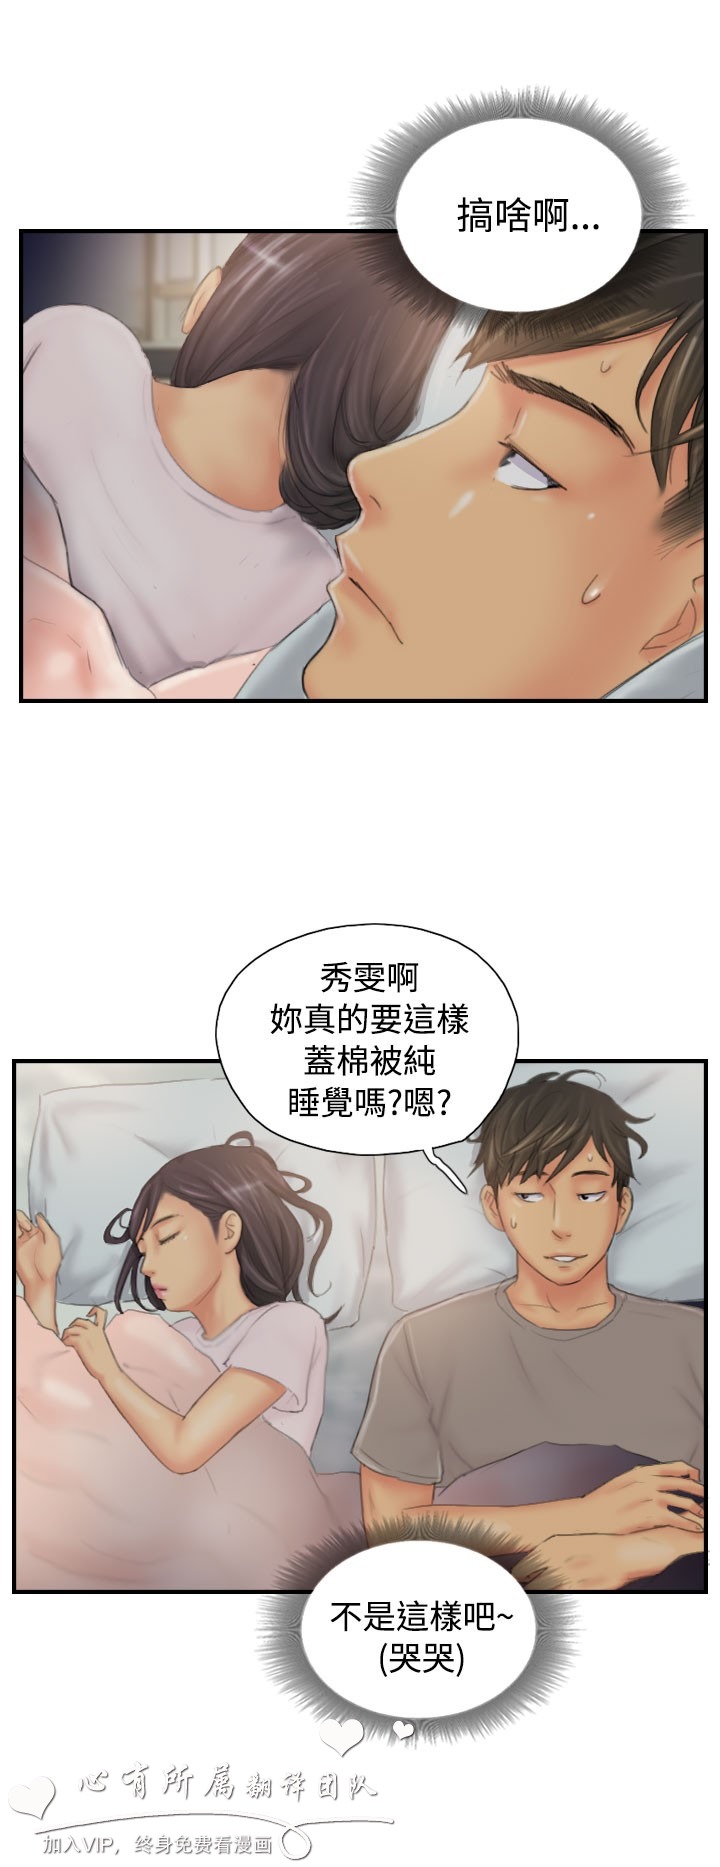 搞啥啊...
秀雯啊
妳真的要這樣
蓋棉被純
睡覺嗎?嗯?
不是這樣吧~
(哭哭)
心有所属翻译团队
加入VIP，终身免费看漫画